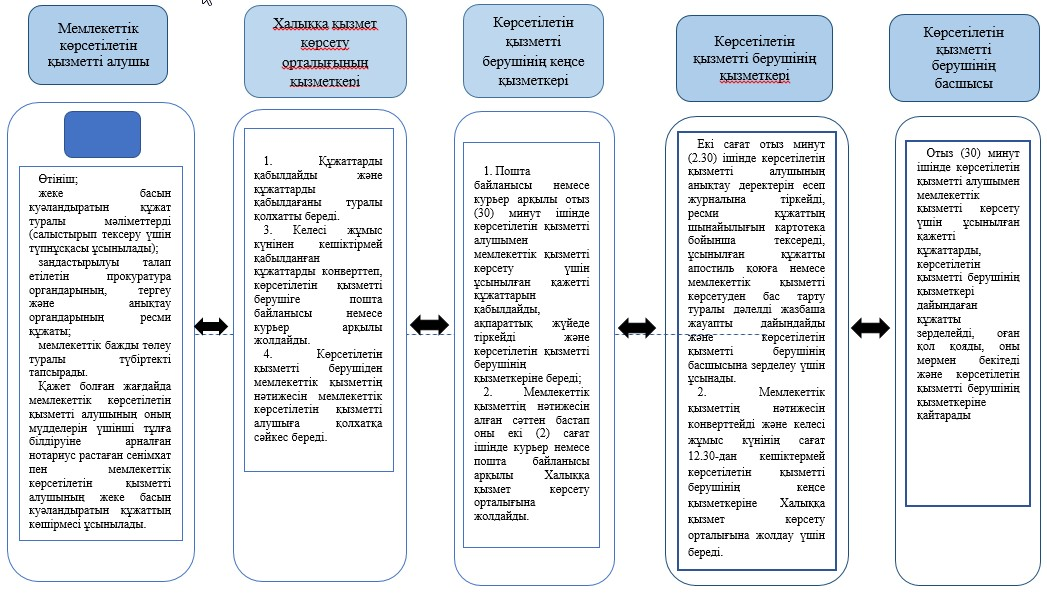 Мемлекеттік
көрсетілетін
қызметті алушы
Халыққа қызмет
көрсету
орталығының
қызметкері
Көрсетілетін
қызметті
берушінің кеңсе
қызметкері
Көрсетілетін
қызметті берушінің
қызметкері
Көрсетілетін
қызметті
берушінің
басшысы
Өтініш;
жеке басын
куәландыратын құжат
туралы мәліметтерді
(салыстырып тексеру үшін
түпнұсқасы ұсынылады);
заңдастырылуы талап
етілетін прокуратура
органдарының, тергеу
және анықтау
органдарының ресми
құжаты;
мемлекеттік бажды төлеу
туралы түбіртекті
тапсырады.
Қажет болған жағдайда
мемлекеттік көрсетілетін
қызметті алушының оның
мүдделерін үшінші тұлға
білдіруіне арналған
нотариус растаған сенімхат
пен мемлекеттік
көрсетілетін қызметті
алушының жеке басын
куәландыратын құжаттың
көшірмесі ұсынылады.
1. Құжаттарды
қабылдайды және
құжаттарды
қабылдағаны туралы
қолхатты береді.
3. Келесі жұмыс
күнінен кешіктірмей
қабылданған
құжаттарды конверттеп,
көрсетілетін қызметті
берушіге пошта
байланысы немесе
курьер арқылы
жолдайды.
4. Көрсетілетін
қызметті берушіден
мемлекеттік қызметтің
нәтижесін мемлекеттік
көрсетілетін қызметті
алушыға қолхатқа
сәйкес береді.
1. Пошта
байланысы немесе
курьер арқылы отыз
(30) минут ішінде
көрсетілетін қызметті
алушымен
мемлекеттік қызметті
көрсету үшін
ұсынылған қажетті
құжаттарын
қабылдайды,
ақпараттық жүйеде
тіркейді және
көрсетілетін қызметті
берушінің
қызметкеріне береді;
2. Мемлекеттік
қызметтің нәтижесін
алған сәттен бастап
оны екі (2) сағат
ішінде курьер немесе
пошта байланысы
арқылы Халыққа
қызмет көрсету
орталығына
жолдайды.
Екі сағат отыз минут
(2.30) ішінде көрсетілетін
қызметті алушының
анықтау деректерін есеп
журналына тіркейді,
ресми құжаттың
шынайылығын картотека
бойынша тексереді,
ұсынылған құжатты
апостиль қоюға немесе
мемлекеттік қызметті
көрсетуден бас тарту
туралы дәлелді жазбаша
жауапты дайындайды
және көрсетілетін
қызметті берушінің
басшысына зерделеу үшін
ұсынады.
2. Мемлекеттік
қызметтің нәтижесін
конверттейді және келесі
жұмыс күнінің сағат
12.30-дан кешіктермей
көрсетілетін қызметті
берушінің кеңсе
қызметкеріне Халыққа
қызмет көрсету
орталығына жолдау үшін
береді.
Отыз (30) минут
ішінде көрсетілетін
қызметті алушымен
мемлекеттік
қызметті көрсету
үшін ұсынылған
қажетті
құжаттарды,
көрсетілетін
қызметті берушінің
қызметкері
дайындаған
құжатты
зерделейді, оған
қол қояды, оны
мөрмен бекітеді
және көрсетілетін
қызметті берушінің
қызметкеріне
қайтарады